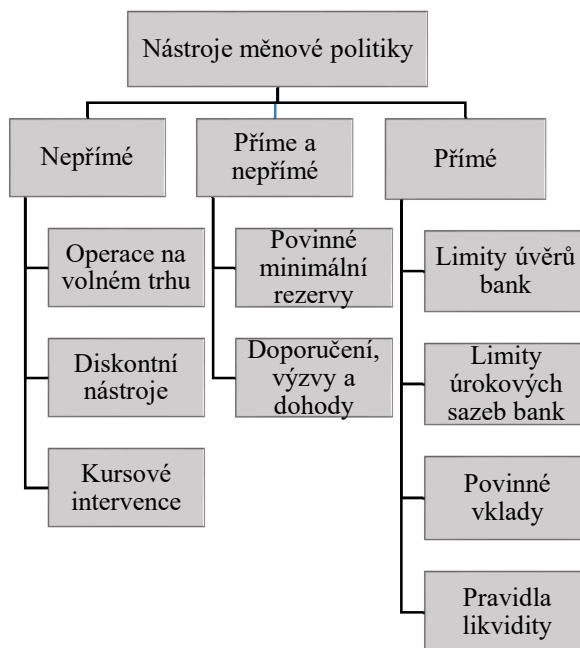 Nástroje měnové politiky
Nepřímé
Příme a
nepřímé
Přímé
Operace na
volném trhu
Diskontní
nástroje
Kursové
intervence
Povinné
minimální
rezervy
Doporučení,
výzvy a
dohody
Limity úvěrů
bank
Limity
úrokových
sazeb bank
Povinné
vklady
Pravidla
likvidity